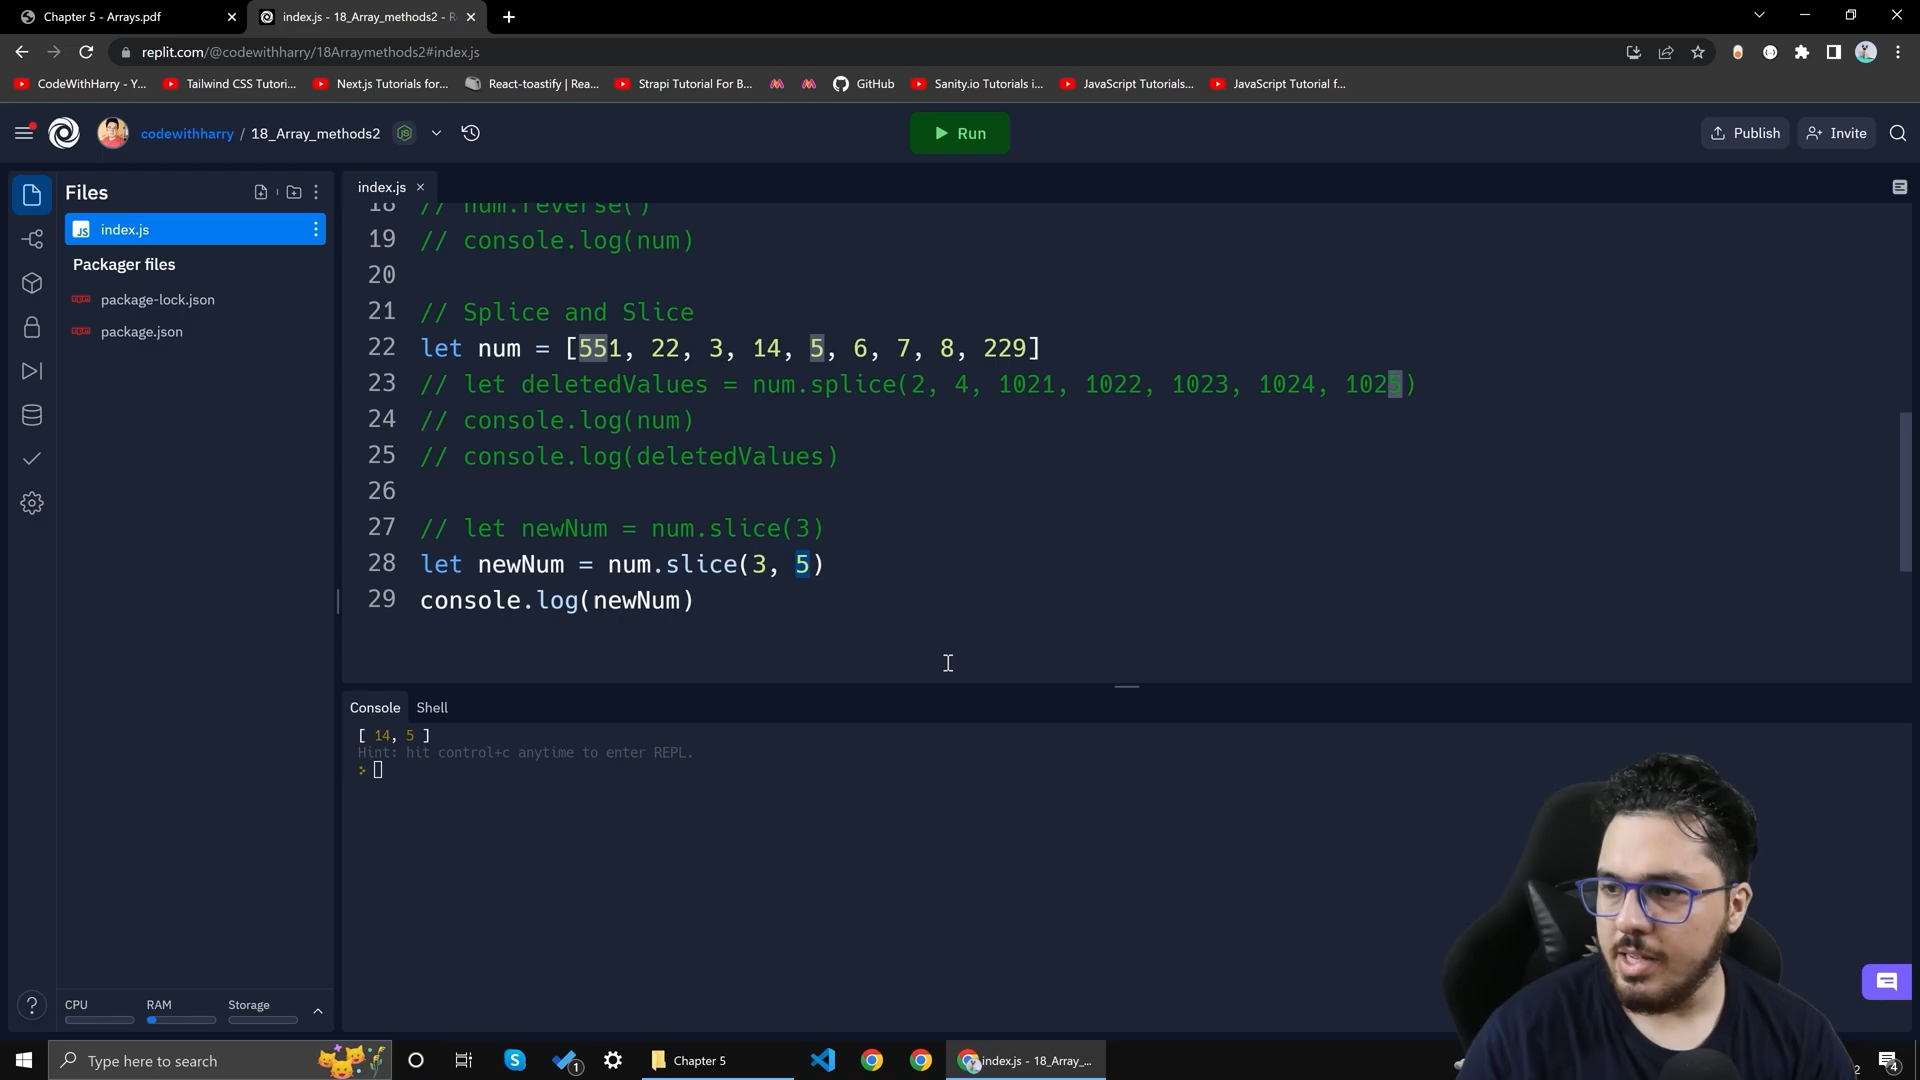 Chapter 5 - Arrays.pdf
index.js - 18_Array_methods2 - R
replit.com/@codewithharry/18Arraymethods2#index.js
CodeWithHarry - Y...
Tailwind CSS Tutori...
Next.js Tutorials for...
React-toastify | Rea...
Strapi Tutorial For B...
GitHub
Sanity.io Tutorials i...
JavaScript Tutorials...
JavaScript Tutorial f...
codewithharry / 18_Array_methods2
Run
Publish
Invite
Files
index.js
Packager files
package-lock.json
package.json
index.js
18 // num.reverse()
19 // console.log(num)
20
21 // Splice and Slice
22 let num = [551, 22, 3, 14, 5, 6, 7, 8, 229]
23 // let deletedValues = num.splice(2, 4, 1021, 1022, 1023, 1024, 1025)
24 // console.log(num)
25 // console.log(deletedValues)
26
27 // let newNum = num.slice(3)
28 let newNum = num.slice(3, 5)
29 console.log(newNum)
Console
Shell
[ 14, 5 ]
Hint: hit control+c anytime to enter REPL.
>
CPU
RAM
Storage
Type here to search
1
Chapter 5
index.js - 18_Array_...
4